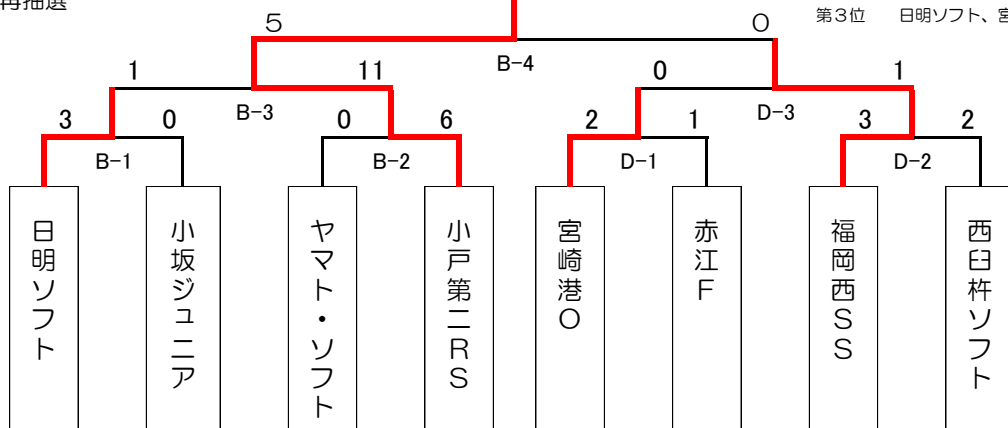 再抽選
第3位 日明ソフト、宮
5 0
B-4
1 11 0 1
B-3 D-3
3 0 0 6 2 1 3 2
B-1 B-2 D-1 D-2
日明ソフト
小坂ジュニア
ヤマト・ソフト
小戸第二RS
宮崎港O
赤江F
福岡西SS
西臼杵ソフト